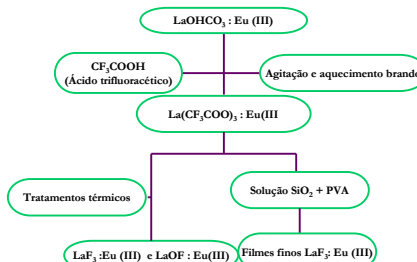 LaOHCO₃ : Eu (III)
CF₃COOH
(Ácido trifluoracético)
Agitação e aquecimento brando
La(CF₃COO)₃ : Eu(III
Tratamentos térmicos
Solução SiO₂ + PVA
LaF₃ :Eu (III) e LaOF : Eu(III)
Filmes finos LaF₃: Eu (III)